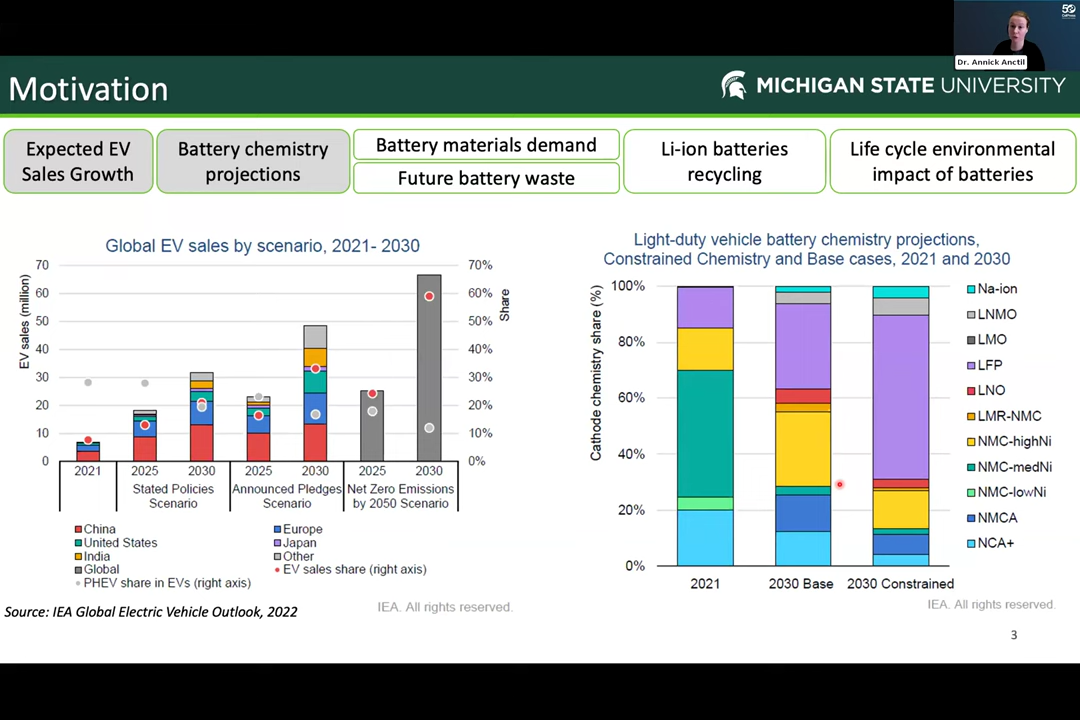 50
Dr. Annick Anctil
Motivation
MICHIGAN STATE UNIVERSITY
Expected EV
Sales Growth
Battery chemistry
projections
Battery materials demand
Future battery waste
Li-ion batteries
recycling
Life cycle environmental
impact of batteries
Global EV sales by scenario, 2021- 2030
EV sales (million)
70
60
50
40
30
20
10
0
70%
60%
50%
40%
30%
20%
10%
0%
Share
2021
2025
2030
2025
2030
2025
2030
Stated Policies
Scenario
Announced Pledges
Scenario
Net Zero Emissions
by 2050 Scenario
China
Europe
United States
Japan
India
Other
Global
EV sales share (right axis)
PHEV share in EVs (right axis)
IEA. All rights reserved.
Source: IEA Global Electric Vehicle Outlook, 2022
Light-duty vehicle battery chemistry projections,
Constrained Chemistry and Base cases, 2021 and 2030
Cathode chemistry share (%)
100%
80%
60%
40%
20%
0%
2021
2030 Base
2030 Constrained
Na-ion
LNMO
LMO
LFP
LNO
LMR-NMC
NMC-highNi
NMC-medNi
NMC-lowNi
NMCA
NCA+
IEA. All rights reserved.
3